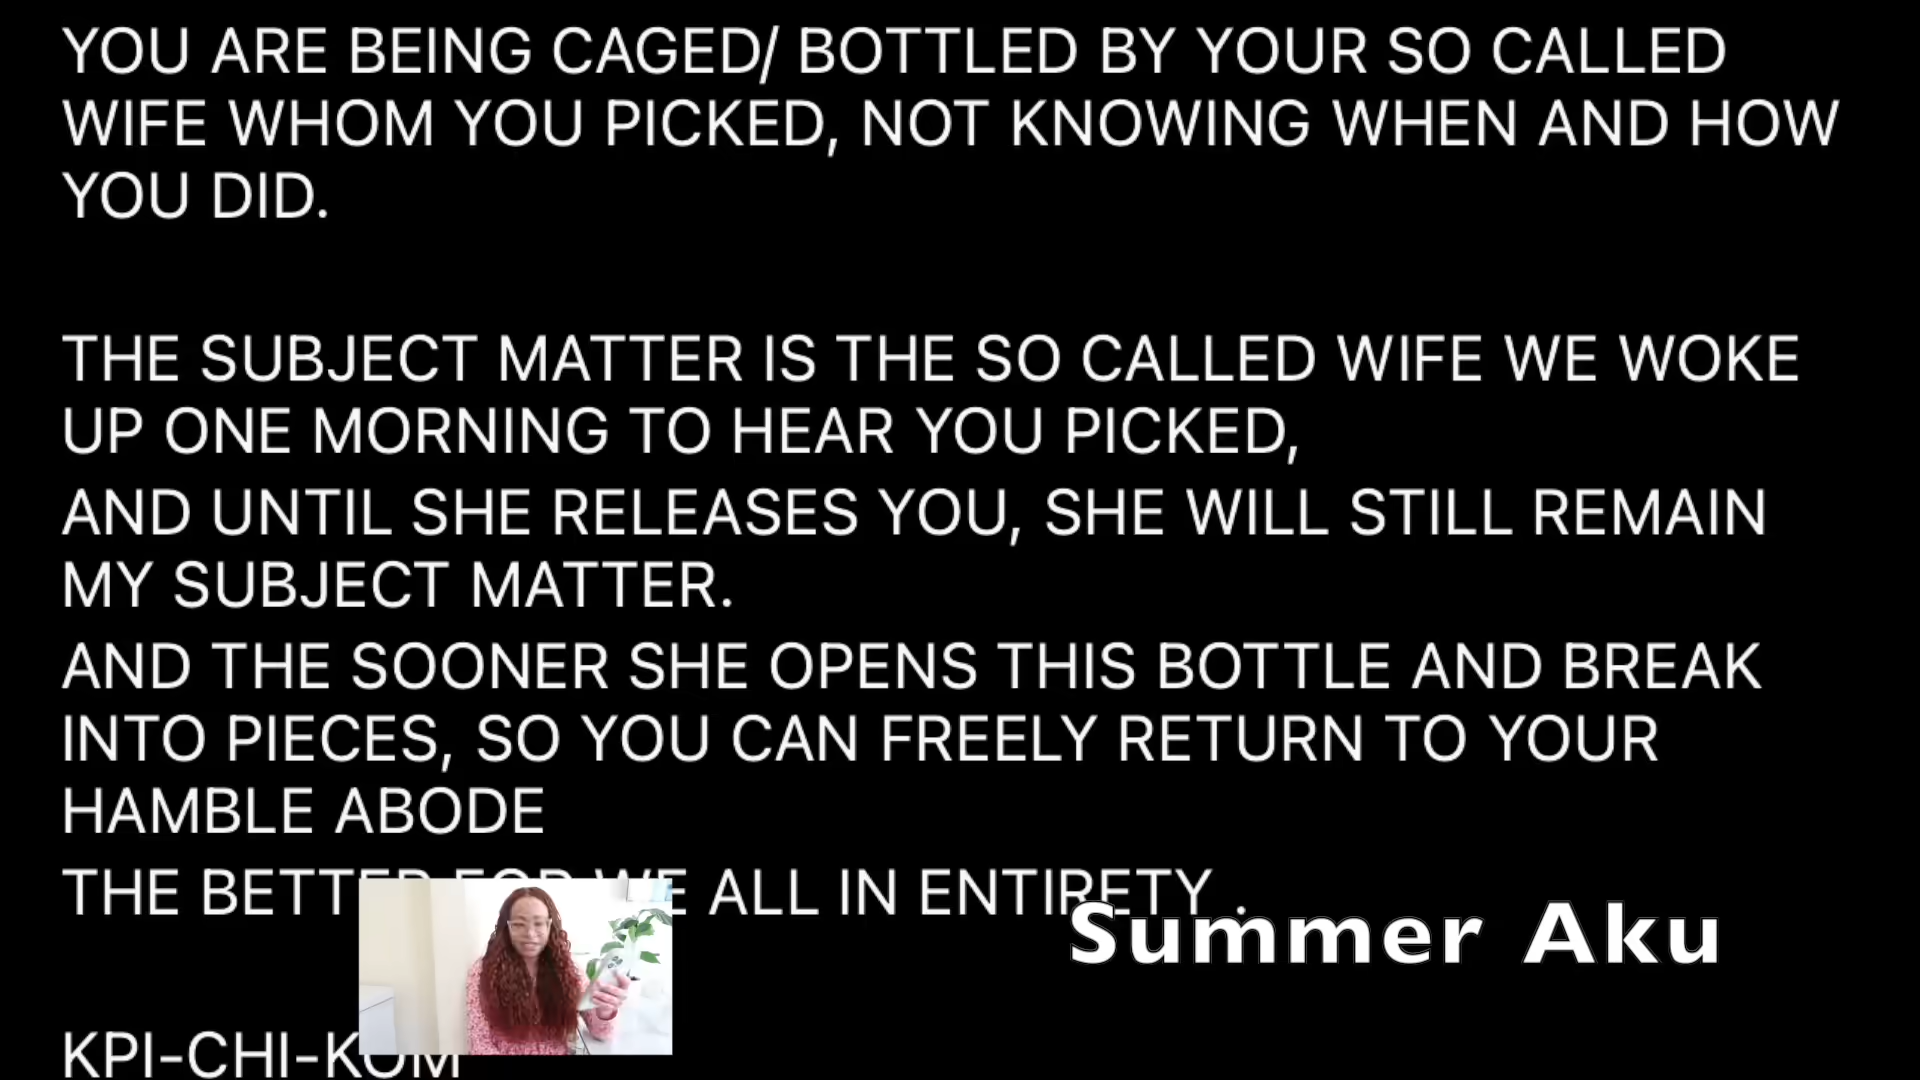 YOU ARE BEING CAGED/ BOTTLED BY YOUR SO CALLED
WIFE WHOM YOU PICKED, NOT KNOWING WHEN AND HOW
YOU DID.
THE SUBJECT MATTER IS THE SO CALLED WIFE WE WOKE
UP ONE MORNING TO HEAR YOU PICKED,
AND UNTIL SHE RELEASES YOU, SHE WILL STILL REMAIN
MY SUBJECT MATTER.
AND THE SOONER SHE OPENS THIS BOTTLE AND BREAK
INTO PIECES, SO YOU CAN FREELY RETURN TO YOUR
HAMBLE ABODE
THE BETTER FOR WE ALL IN ENTIRETY .
Summer Aku
KPI-CHI-KOM